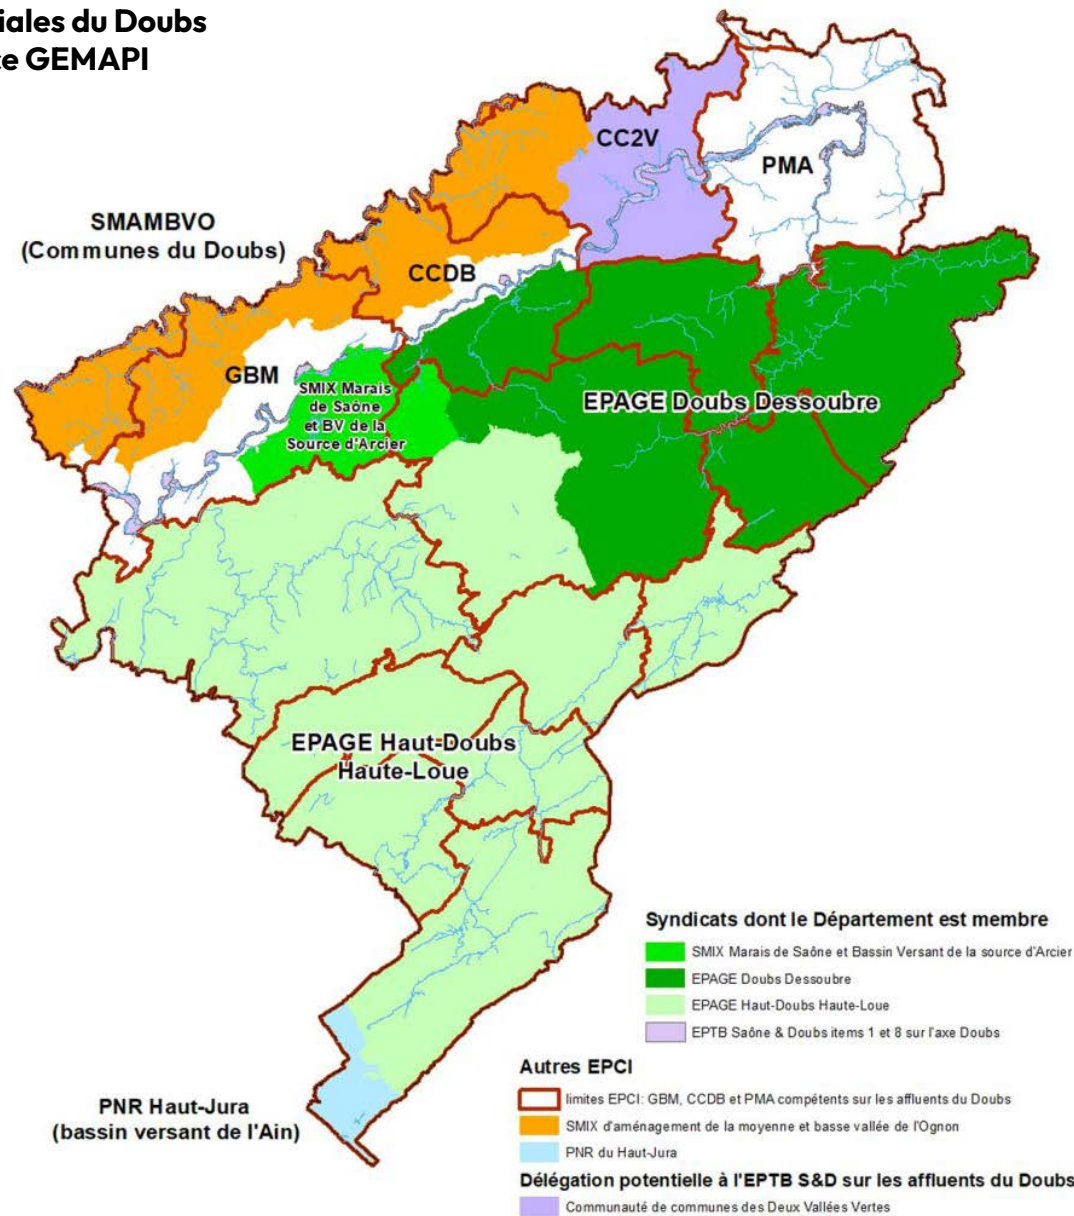 iales du Doubs
ce GEMAPI
CC2V
PMA
SMAMBVO
(Communes du Doubs)
CCDB
GBM
SMIX Marais
de Saône
et BV de la
Source d'Arcier
EPAGE Doubs Dessoubre
EPAGE Haut-Doubs
Haute-Loue
PNR Haut-Jura
(bassin versant de l'Ain)
Syndicats dont le Département est membre
SMIX Marais de Saône et Bassin Versant de la source d'Arcier
EPAGE Doubs Dessoubre
EPAGE Haut-Doubs Haute-Loue
EPTB Saône & Doubs items 1 et 8 sur l'axe Doubs
Autres EPCI
limites EPCI: GBM, CCDB et PMA compétents sur les affluents du Doubs
SMIX d'aménagement de la moyenne et basse vallée de l'Ognon
PNR du Haut-Jura
Délégation potentielle à l'EPTB S&D sur les affluents du Doubs
Communauté de communes des Deux Vallées Vertes